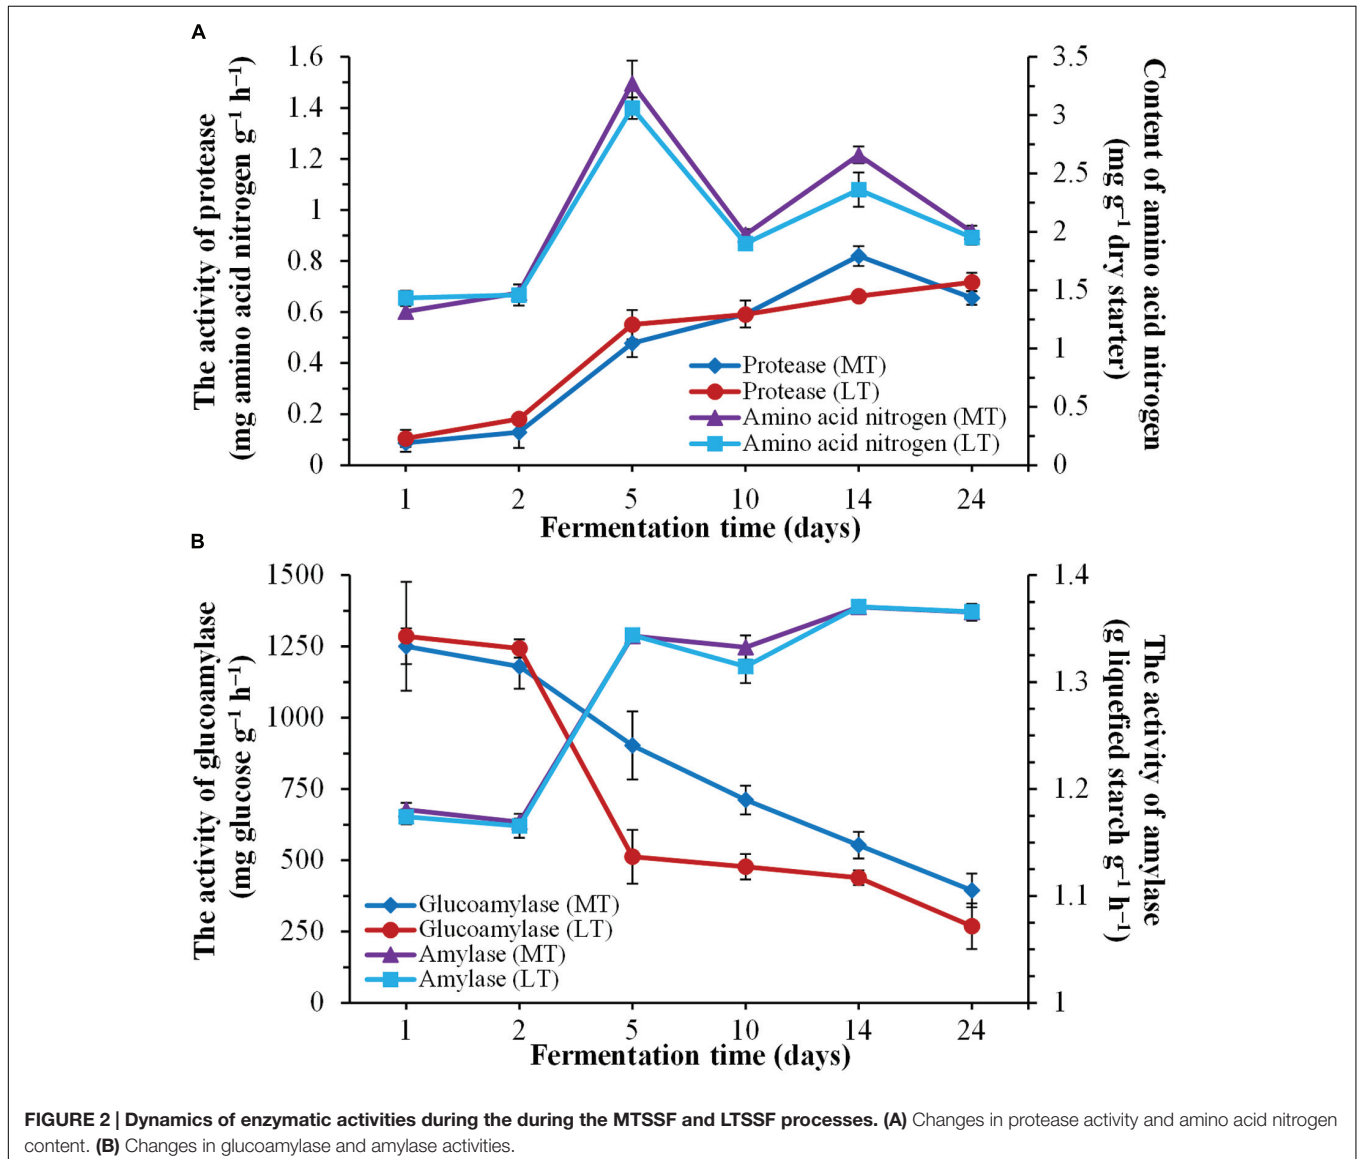 A
The activity of protease
(mg amino acid nitrogen g⁻¹ h⁻¹)
1.6
1.4
1.2
1
0.8
0.6
0.4
0.2
0
3.5
3
2.5
2
1.5
1
0.5
0
Content of amino acid nitrogen
(mg g⁻¹ dry starter)
Protease (MT)
Protease (LT)
Amino acid nitrogen (MT)
Amino acid nitrogen (LT)
1 2 5 10 14 24
Fermentation time (days)
B
The activity of glucoamylase
(mg glucose g⁻¹ h⁻¹)
1500
1250
1000
750
500
250
0
1.4
1.3
1.2
1.1
1
The activity of amylase
(g liquefied starch g⁻¹ h⁻¹)
Glucoamylase (MT)
Glucoamylase (LT)
Amylase (MT)
Amylase (LT)
1 2 5 10 14 24
Fermentation time (days)
FIGURE 2 | Dynamics of enzymatic activities during the during the MTSSF and LTSSF processes. (A) Changes in protease activity and amino acid nitrogen
content. (B) Changes in glucoamylase and amylase activities.